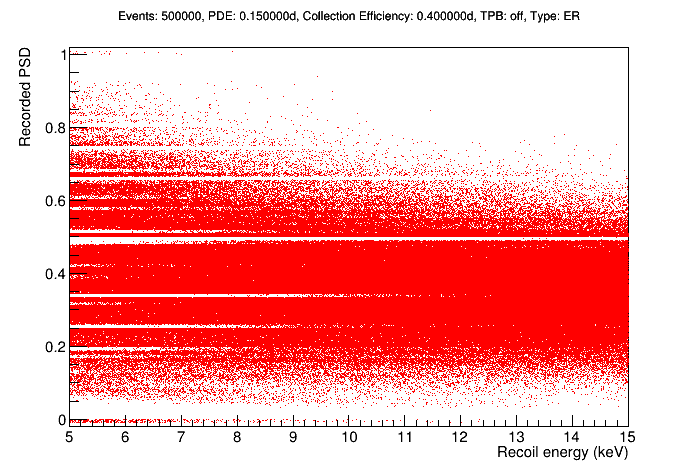 Events: 500000, PDE: 0.150000d, Collection Efficiency: 0.400000d, TPB: off, Type: ER
Recorded PSD
1
0.8
0.6
0.4
0.2
0
5 6 7 8 9 10 11 12 13 14 15
Recoil energy (keV)